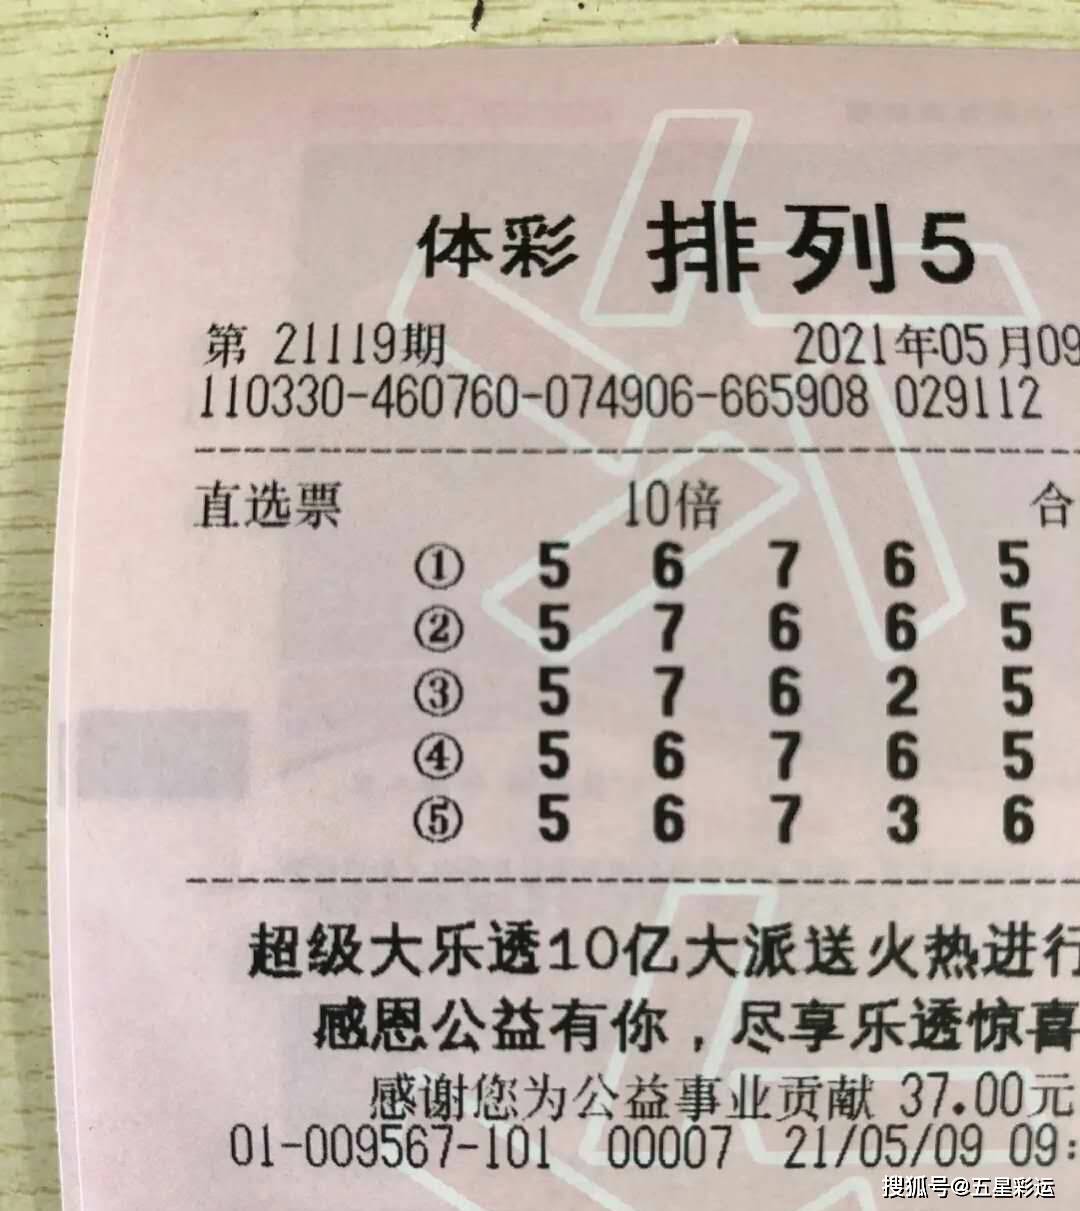 体彩 排列5
第 21119期 2021年05月09
110330-460760-074906-665908 029112
直选票 10倍 合
① 5 6 7 6 5
② 5 7 6 6 5
③ 5 7 6 2 5
④ 5 6 7 6 5
⑤ 5 6 7 3 6
超级大乐透10亿大派送火热进行
感恩公益有你，尽享乐透惊喜
感谢您为公益事业贡献 37.00元
01-009567-101 00007 21/05/09 09:
搜狐号@五星彩运